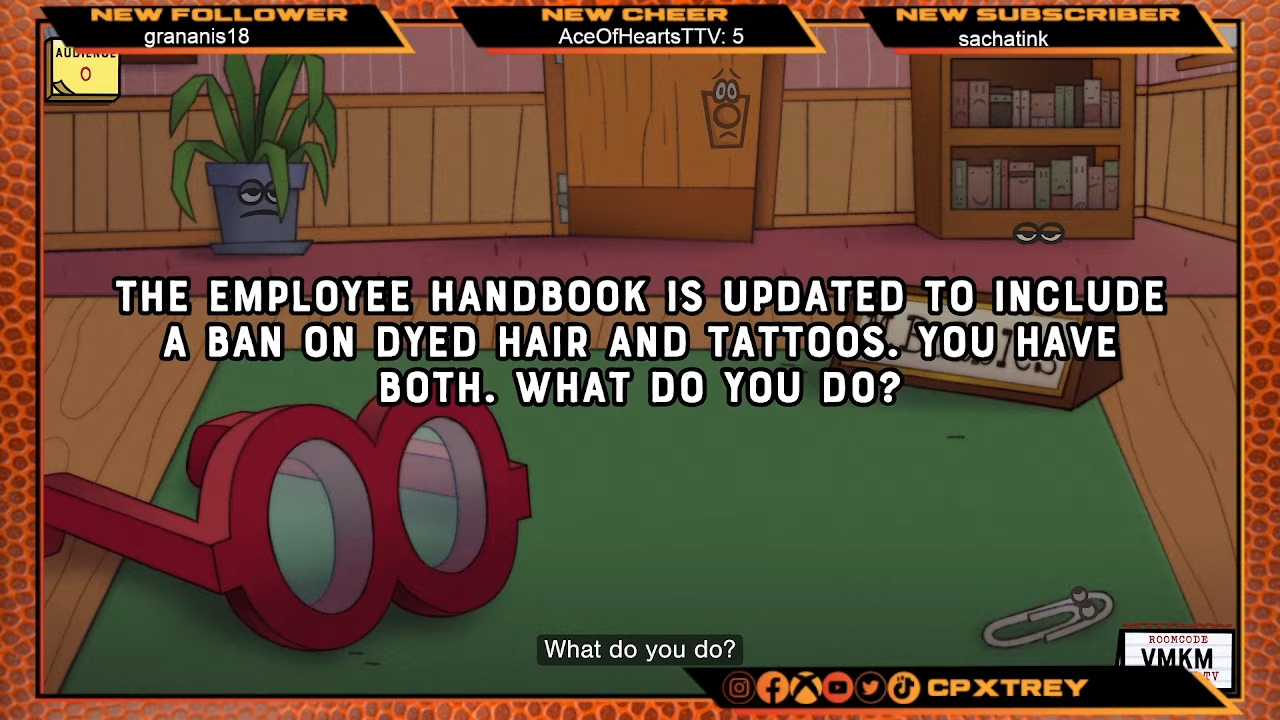 NEW FOLLOWER
grananis18
NEW CHEER
AceOfHeartsTTV: 5
NEW SUBSCRIBER
sachatink
AUDIENCE
0
THE EMPLOYEE HANDBOOK IS UPDATED TO INCLUDE
A BAN ON DYED HAIR AND TATTOOS. YOU HAVE
BOTH. WHAT DO YOU DO?
What do you do?
ROOMCODE
VMKM
TV
CPXTREY